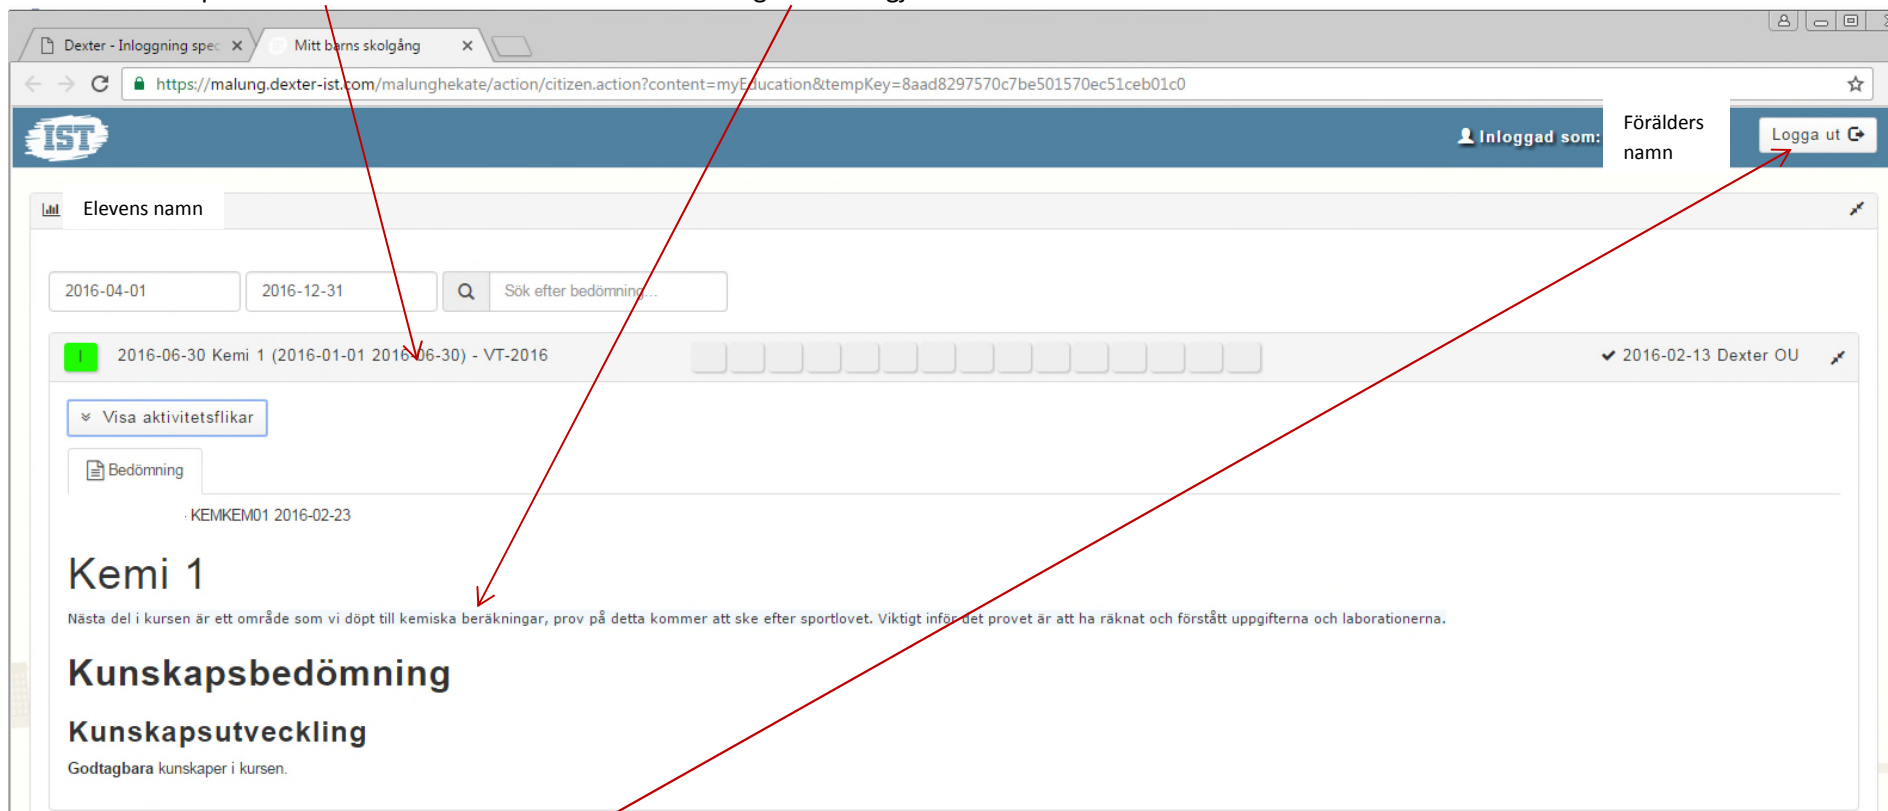 Dexter - Inloggning spec
Mitt barns skolgång
https://malung.dexter-ist.com/malunghekate/action/citizen.action?content=myEducation&tempKey=8aad8297570c7be501570ec51ceb01c0
IST
Inloggad som:
Förälders
namn
Logga ut
Elevens namn
2016-04-01
2016-12-31
Sök efter bedömning...
I
2016-06-30 Kemi 1 (2016-01-01 2016-06-30) - VT-2016
2016-02-13 Dexter OU
Visa aktivitetsflikar
Bedömning
KEMKEM01 2016-02-23
Kemi 1
Nästa del i kursen är ett område som vi döpt till kemiska beräkningar, prov på detta kommer att ske efter sportlovet. Viktigt inför det provet är att ha räknat och förstått uppgifterna och laborationerna.
Kunskapsbedömning
Kunskapsutveckling
Godtagbara kunskaper i kursen.